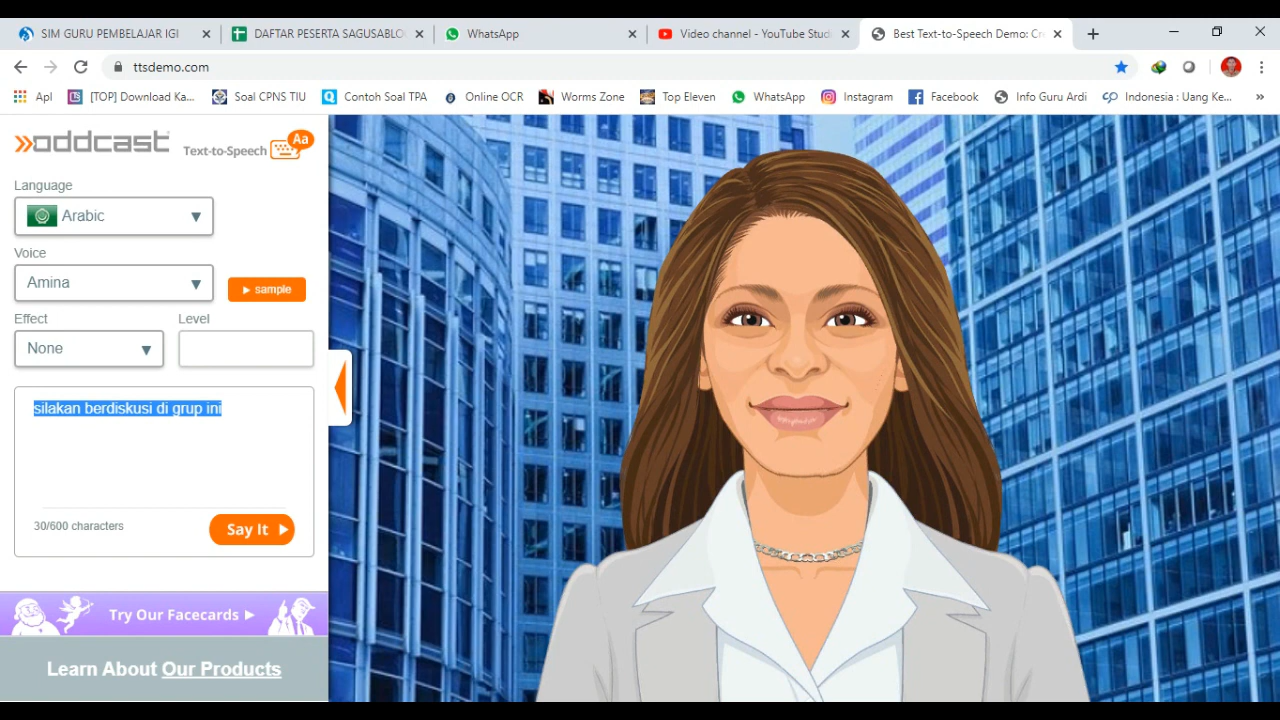 SIM GURU PEMBELAJAR IGI
DAFTAR PESERTA SAGUSABLO
WhatsApp
Video channel - YouTube Stud
Best Text-to-Speech Demo: Cr
ttsdemo.com
Apl
[TOP] Download Ka...
Soal CPNS TIU
Contoh Soal TPA
Online OCR
Worms Zone
Top Eleven
WhatsApp
Instagram
Facebook
Info Guru Ardi
Indonesia : Uang Ke...
oddcast
Text-to-Speech
Aa
Language
Arabic
Voice
Amina
sample
Effect
Level
None
silakan berdiskusi di grup ini
30/600 characters
Say It
Try Our Facecards
Learn About Our Products